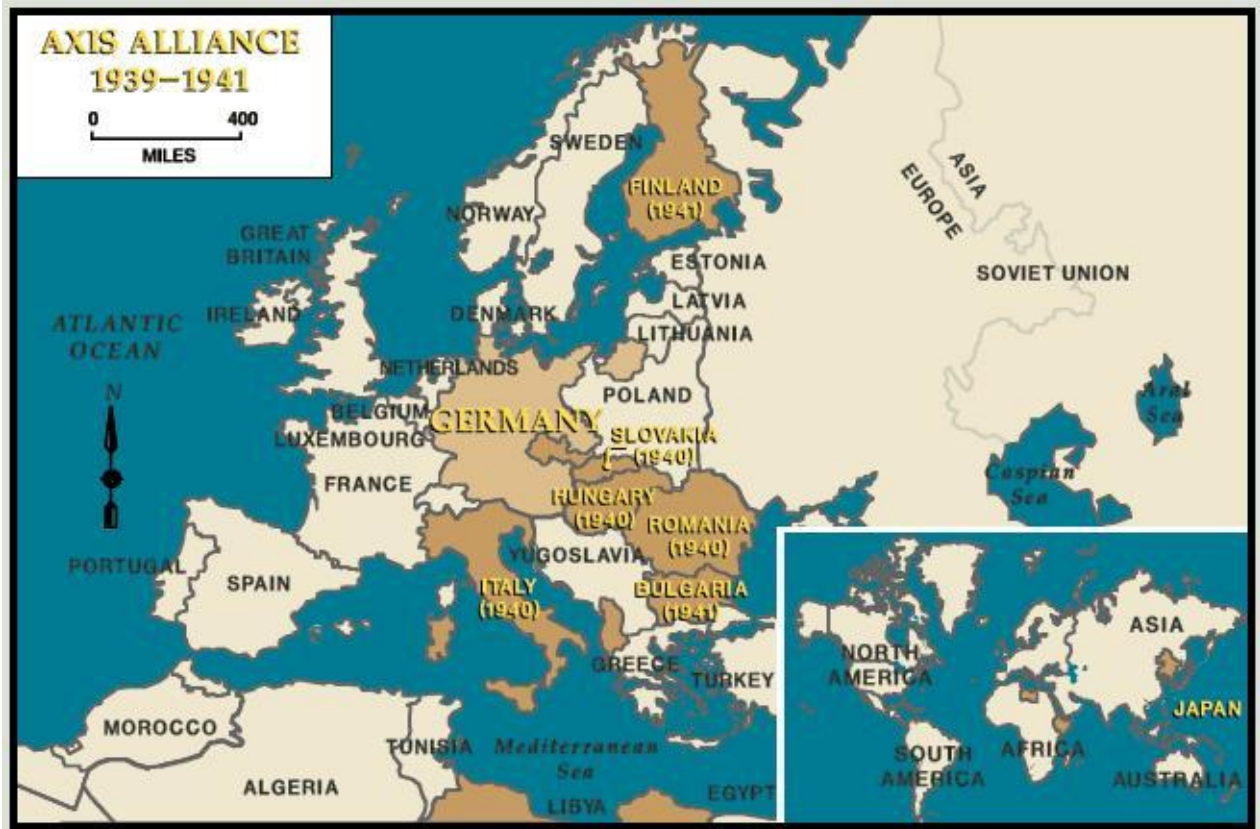 AXIS ALLIANCE
1939–1941
0 400
MILES
SWEDEN
FINLAND
(1941)
NORWAY
ASIA
EUROPE
GREAT
BRITAIN
ESTONIA
SOVIET UNION
LATVIA
IRELAND
DENMARK
LITHUANIA
ATLANTIC
OCEAN
NETHERLANDS
POLAND
N
Aral
Sea
BELGIUM
GERMANY
LUXEMBOURG
SLOVAKIA
(1940)
FRANCE
Caspian
Sea
HUNGARY
(1940)
ROMANIA
(1940)
YUGOSLAVIA
PORTUGAL
SPAIN
ITALY
(1940)
BULGARIA
(1941)
GREECE
TURKEY
MOROCCO
TUNISIA
Mediterranean
Sea
ALGERIA
LIBYA
EGYPT
NORTH
AMERICA
ASIA
JAPAN
SOUTH
AMERICA
AFRICA
AUSTRALIA